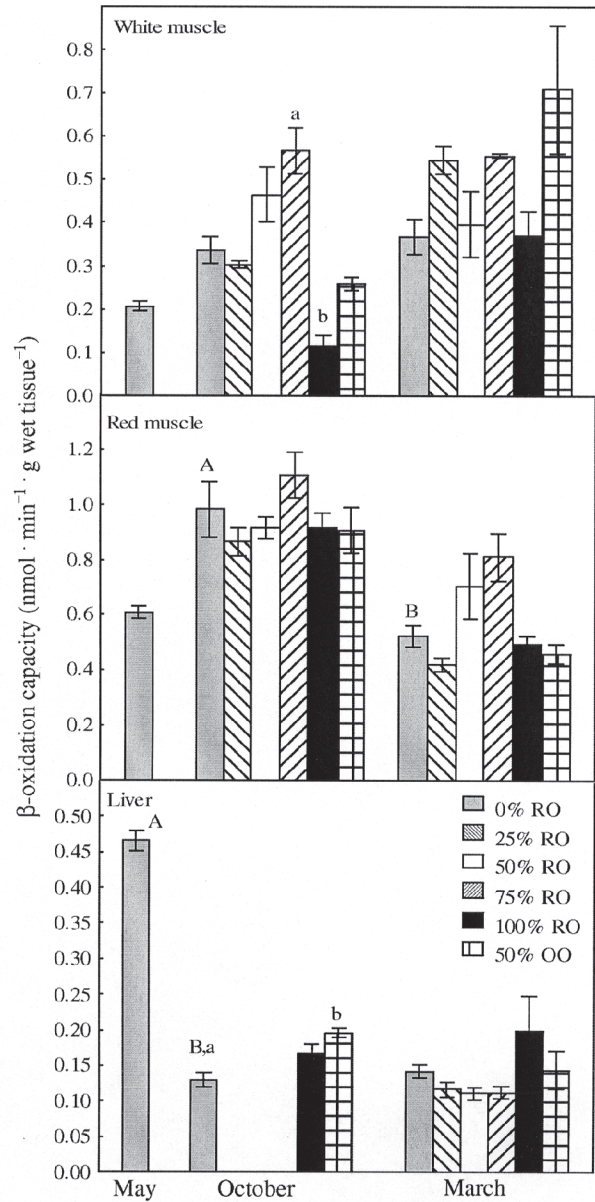 White muscle
0.8
0.7
0.6
0.5
0.4
0.3
0.2
0.1
0.0
a
b
Red muscle
1.2
1.0
0.8
0.6
0.4
0.2
0.0
A
B
β-oxidation capacity (nmol · min⁻¹ · g wet tissue⁻¹)
Liver
0.50
0.45
0.40
0.35
0.30
0.25
0.20
0.15
0.10
0.05
0.00
A
B,a
b
0% RO
25% RO
50% RO
75% RO
100% RO
50% OO
May October March